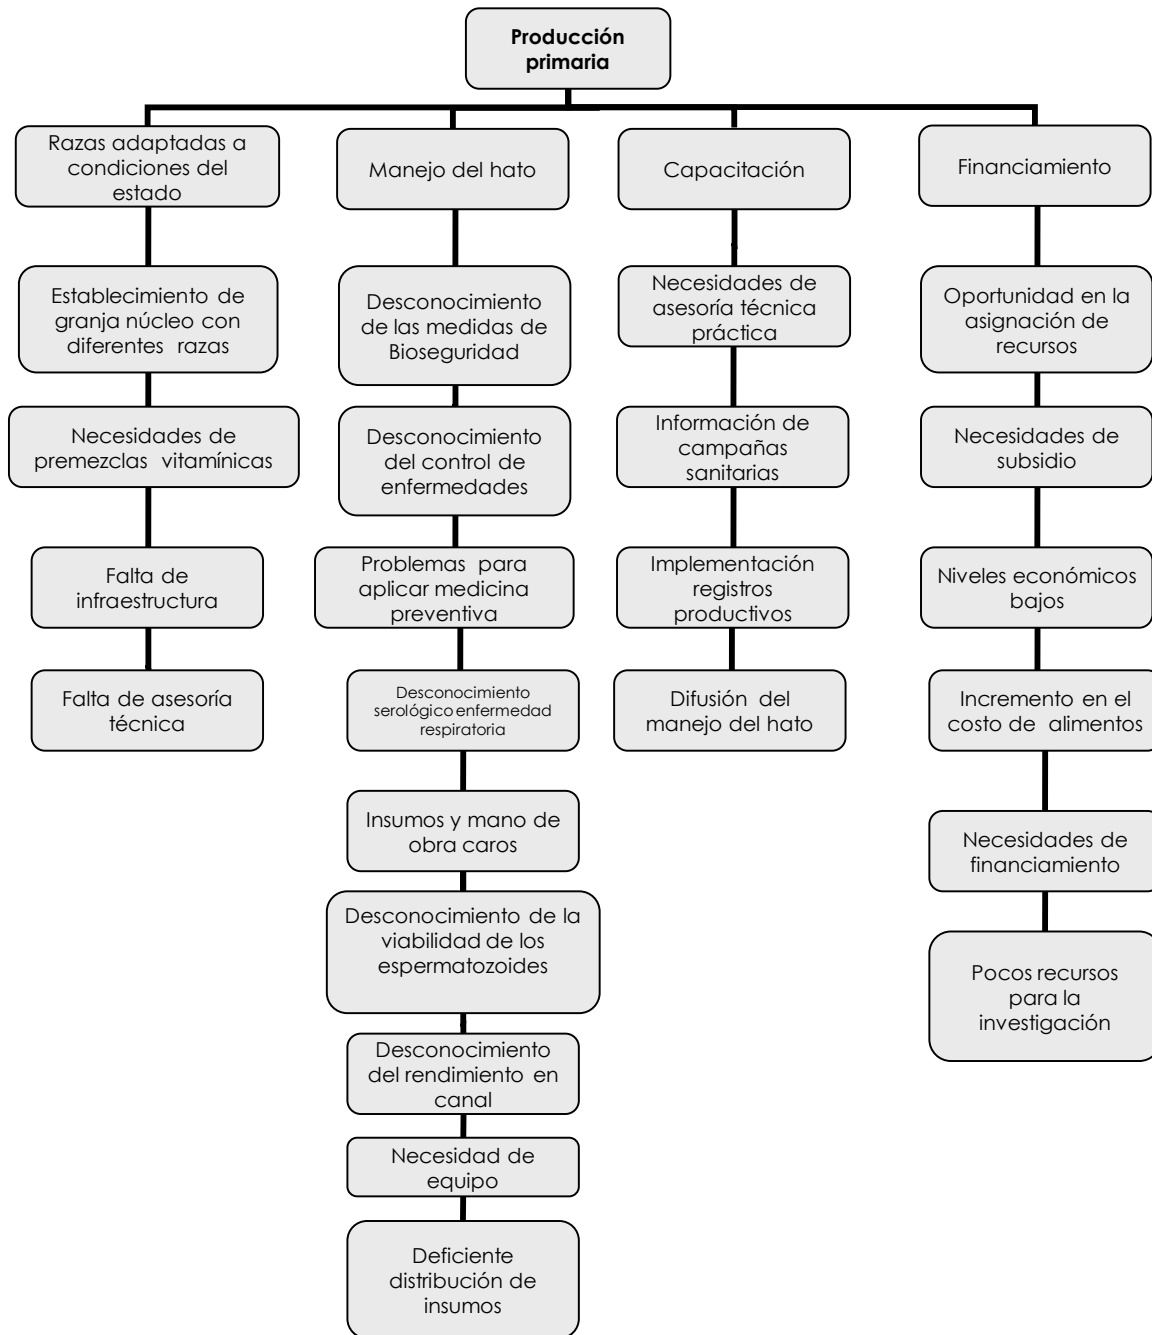 Producción
primaria
Razas adaptadas a
condiciones del
estado
Establecimiento de
granja núcleo con
diferentes razas
Necesidades de
premezclas vitamínicas
Falta de
infraestructura
Falta de asesoría
técnica
Manejo del hato
Desconocimiento
de las medidas de
Bioseguridad
Desconocimiento
del control de
enfermedades
Problemas para
aplicar medicina
preventiva
Desconocimiento
serológico enfermedad
respiratoria
Insumos y mano de
obra caros
Desconocimiento de la
viabilidad de los
espermatozoides
Desconocimiento
del rendimiento en
canal
Necesidad de
equipo
Deficiente
distribución de
insumos
Capacitación
Necesidades de
asesoría técnica
práctica
Información de
campañas
sanitarias
Implementación
registros
productivos
Difusión del
manejo del hato
Financiamiento
Oportunidad en la
asignación de
recursos
Necesidades de
subsidio
Niveles económicos
bajos
Incremento en el
costo de alimentos
Necesidades de
financiamiento
Pocos recursos
para la
investigación